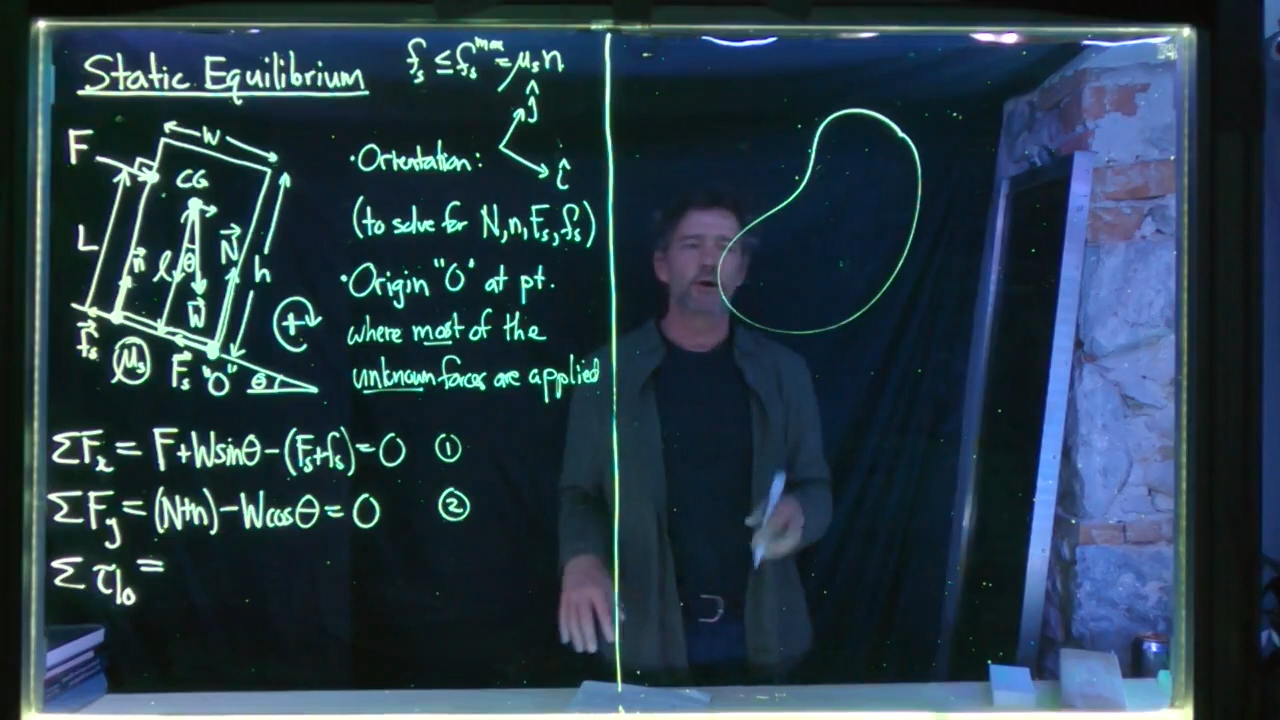 Static Equilibrium
f_s ≤ f_s^max = μ_s n
ĵ
î
w
F
CG
L
n⃗
l
θ
N⃗
h
W⃗
+
f⃗_s
μ_s
F⃗_s
"O"
θ
· Orientation:
(to solve for N, n, F_s, f_s)
· Origin "O" at pt.
where most of the
unknown forces are applied
ΣF_x = F + W sinθ - (F_s + f_s) = 0 ①
ΣF_y = (N + n) - W cosθ = 0 ②
Στ|_o =